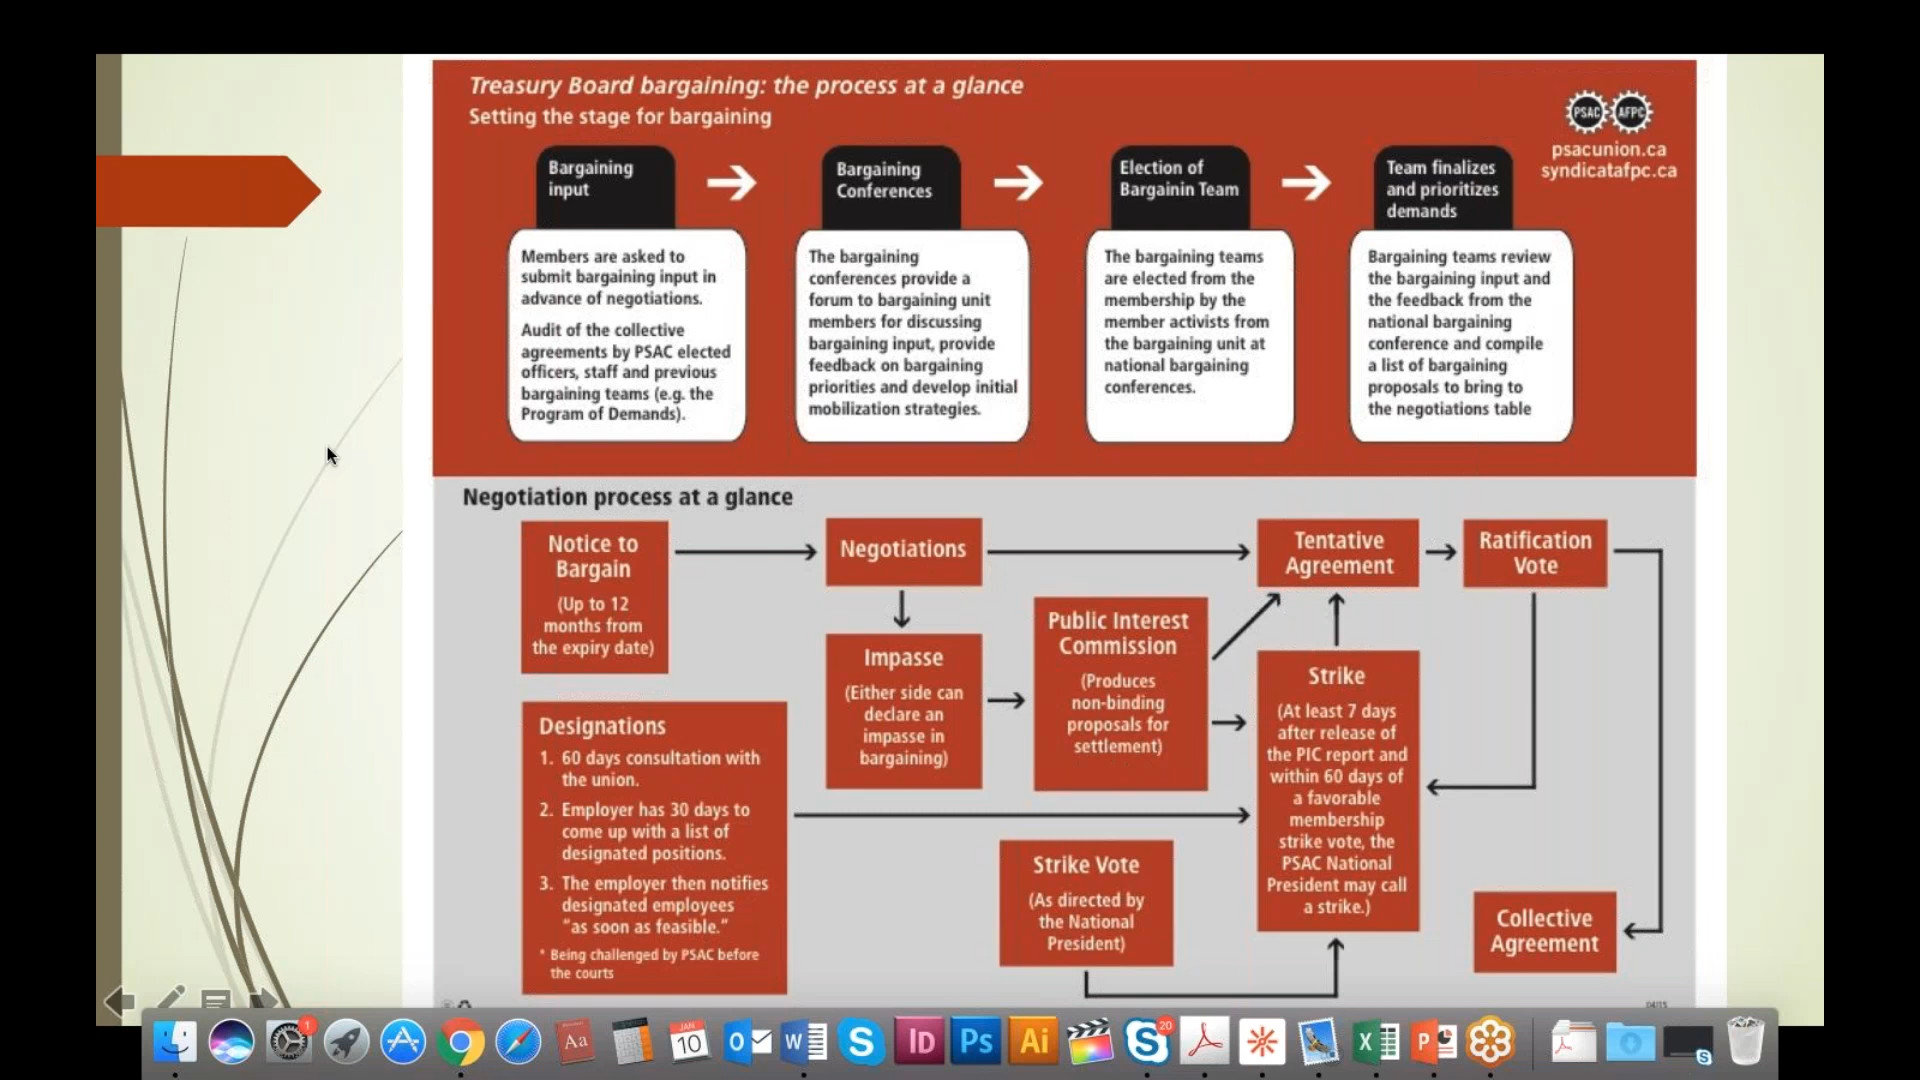 Treasury Board bargaining: the process at a glance
Setting the stage for bargaining
PSAC AFPC
psacunion.ca
syndicatafpc.ca
Bargaining
input
Members are asked to
submit bargaining input in
advance of negotiations.
Audit of the collective
agreements by PSAC elected
officers, staff and previous
bargaining teams (e.g. the
Program of Demands).
Bargaining
Conferences
The bargaining
conferences provide a
forum to bargaining unit
members for discussing
bargaining input, provide
feedback on bargaining
priorities and develop initial
mobilization strategies.
Election of
Bargainin Team
The bargaining teams
are elected from the
membership by the
member activists from
the bargaining unit at
national bargaining
conferences.
Team finalizes
and prioritizes
demands
Bargaining teams review
the bargaining input and
the feedback from the
national bargaining
conference and compile
a list of bargaining
proposals to bring to
the negotiations table
Negotiation process at a glance
Notice to
Bargain
(Up to 12
months from
the expiry date)
Negotiations
Tentative
Agreement
Ratification
Vote
Impasse
(Either side can
declare an
impasse in
bargaining)
Public Interest
Commission
(Produces
non-binding
proposals for
settlement)
Strike
(At least 7 days
after release of
the PIC report and
within 60 days of
a favorable
membership
strike vote, the
PSAC National
President may call
a strike.)
Designations
1. 60 days consultation with
the union.
2. Employer has 30 days to
come up with a list of
designated positions.
3. The employer then notifies
designated employees
"as soon as feasible."
* Being challenged by PSAC before
the courts
Strike Vote
(As directed by
the National
President)
Collective
Agreement
1
Aa
JAN
10
O
W
S
Id
Ps
Ai
S
20
X
P
S